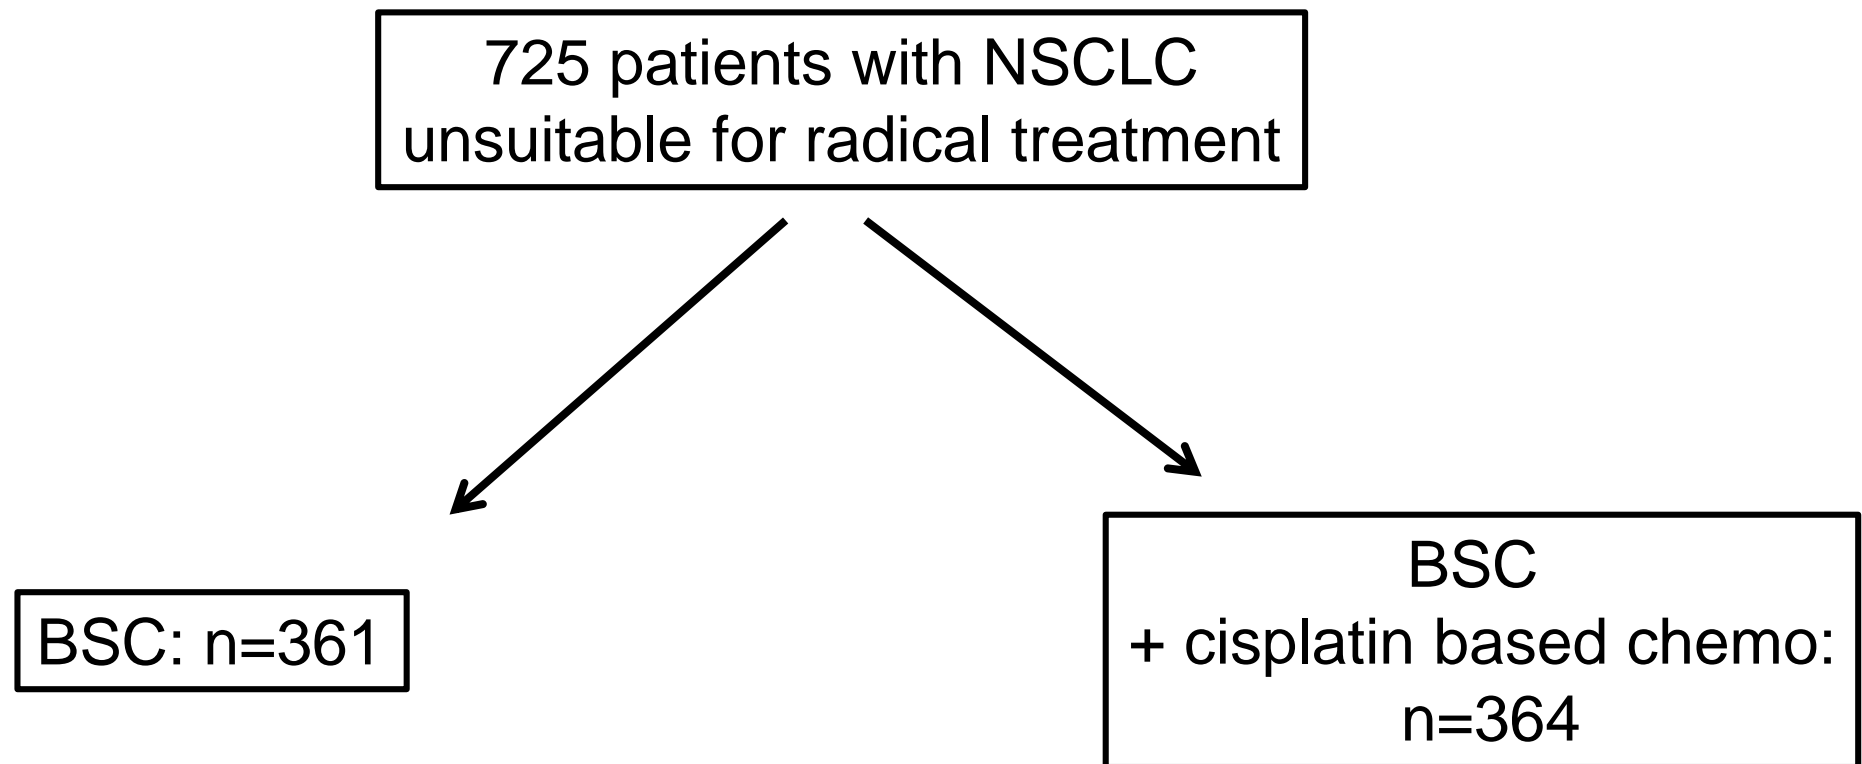 725 patients with NSCLC
unsuitable for radical treatment
BSC: n=361
BSC
+ cisplatin based chemo:
n=364